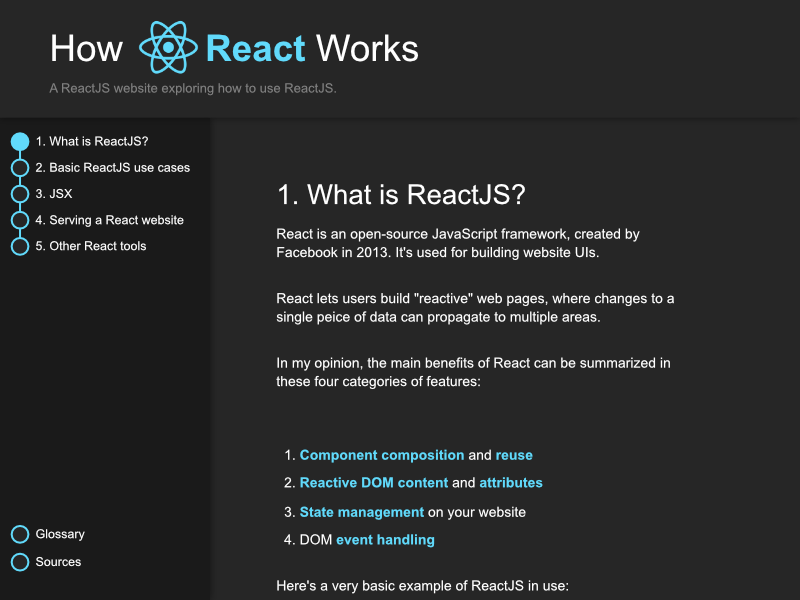 How React Works
A ReactJS website exploring how to use ReactJS.
1. What is ReactJS?
2. Basic ReactJS use cases
3. JSX
4. Serving a React website
5. Other React tools
Glossary
Sources
1. What is ReactJS?
React is an open-source JavaScript framework, created by
Facebook in 2013. It's used for building website UIs.
React lets users build "reactive" web pages, where changes to a
single peice of data can propagate to multiple areas.
In my opinion, the main benefits of React can be summarized in
these four categories of features:
1. Component composition and reuse
2. Reactive DOM content and attributes
3. State management on your website
4. DOM event handling
Here's a very basic example of ReactJS in use: